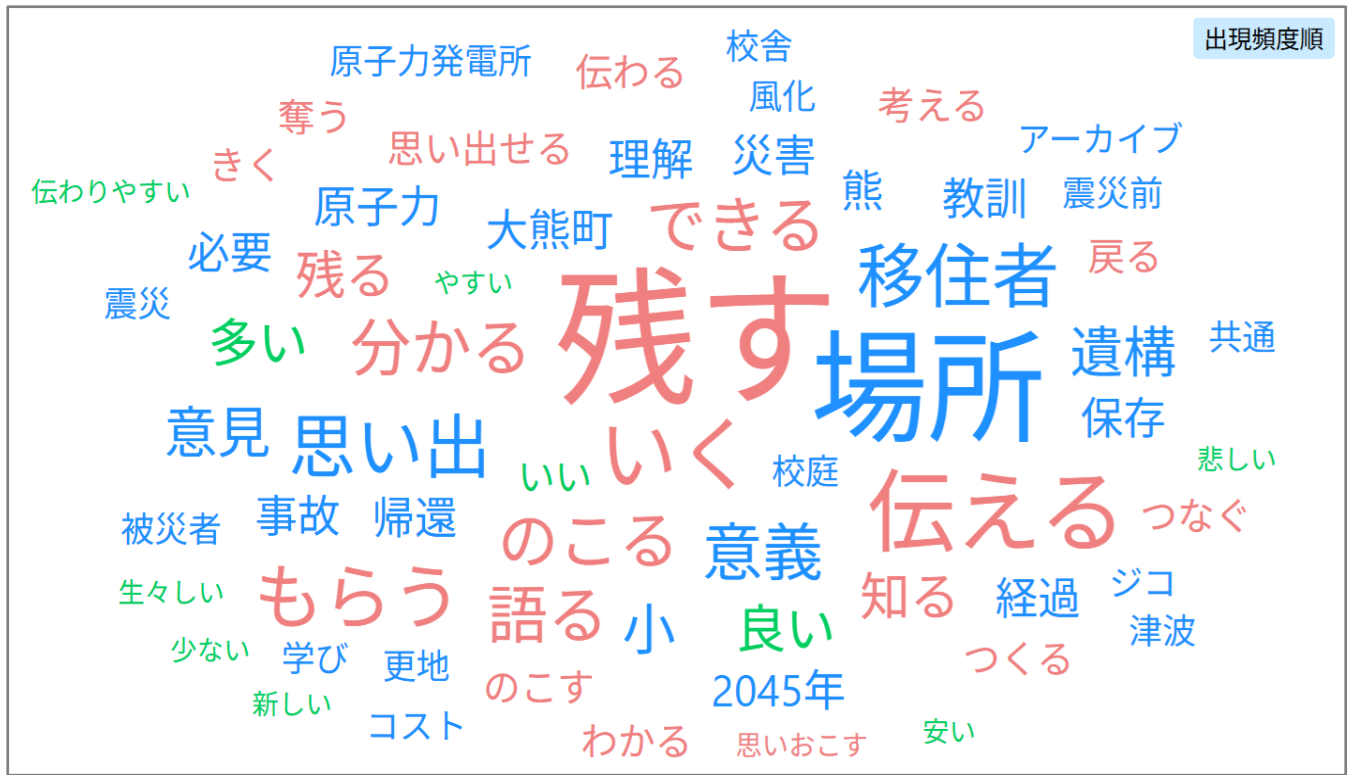 出現頻度順
原子力発電所 伝わる 校舎
奪う 風化 考える
きく 思い出せる 理解 災害 アーカイブ
伝わりやすい 原子力 大熊町 できる 熊 教訓 震災前
必要 残る やすい 移住者 戻る
震災 多い 分かる 残す 場所 遺構 共通
意見 思い出 いい いく 校庭 保存 悲しい
被災者 事故 帰還 のこる 意義 伝える つなぐ
生々しい もらう 語る 小 良い 知る 経過 ジコ
少ない 学び 更地 つくる 津波
新しい コスト のこす 2045年
わかる 思いおこす 安い